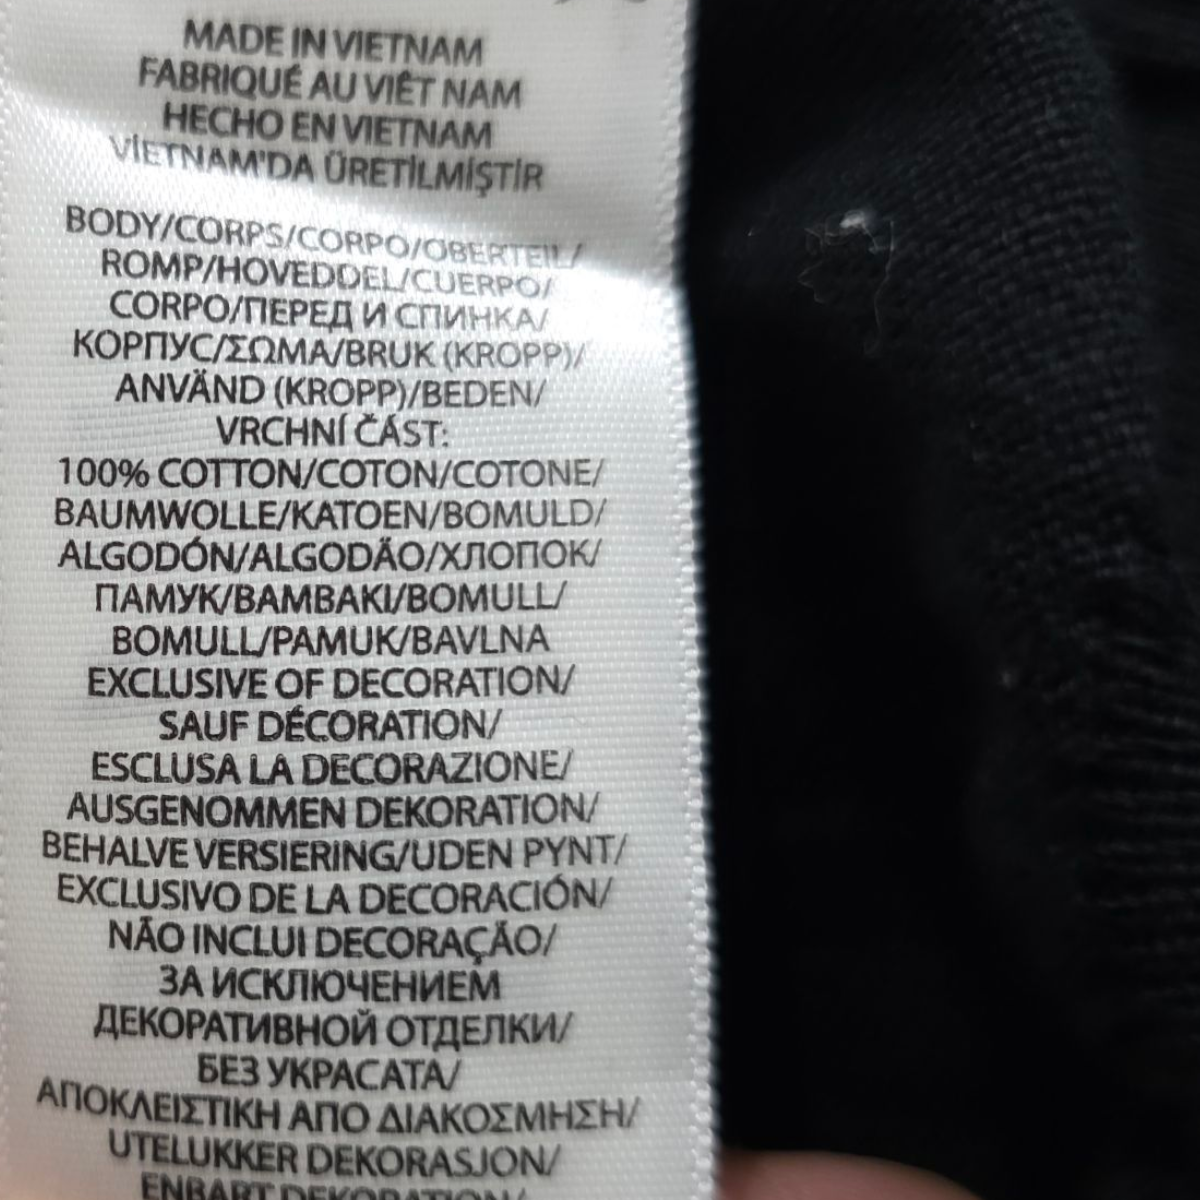 MADE IN VIETNAM
FABRIQUÉ AU VIÊT NAM
HECHO EN VIETNAM
VİETNAM'DA ÜRETİLMİŞTİR
BODY/CORPS/CORPO/OBERTEIL/
ROMP/HOVEDDEL/CUERPO/
CORPO/ПЕРЕД И СПИНКА/
КОРПУС/ΣΩΜΑ/BRUK (KROPP)/
ANVÄND (KROPP)/BEDEN/
VRCHNÍ ČÁST:
100% COTTON/COTON/COTONE/
BAUMWOLLE/KATOEN/BOMULD/
ALGODÓN/ALGODÃO/ХЛОПОК/
ПАМУК/ΒΑΜΒΑΚΙ/BOMULL/
BOMULL/PAMUK/BAVLNA
EXCLUSIVE OF DECORATION/
SAUF DÉCORATION/
ESCLUSA LA DECORAZIONE/
AUSGENOMMEN DEKORATION/
BEHALVE VERSIERING/UDEN PYNT/
EXCLUSIVO DE LA DECORACIÓN/
NÃO INCLUI DECORAÇÃO/
ЗА ИСКЛЮЧЕНИЕМ
ДЕКОРАТИВНОЙ ОТДЕЛКИ/
БЕЗ УКРАСАТА/
ΑΠΟΚΛΕΙΣΤΙΚΗ ΑΠΟ ΔΙΑΚΟΣΜΗΣΗ/
UTELUKKER DEKORASJON/
ENBART DEKORATION/